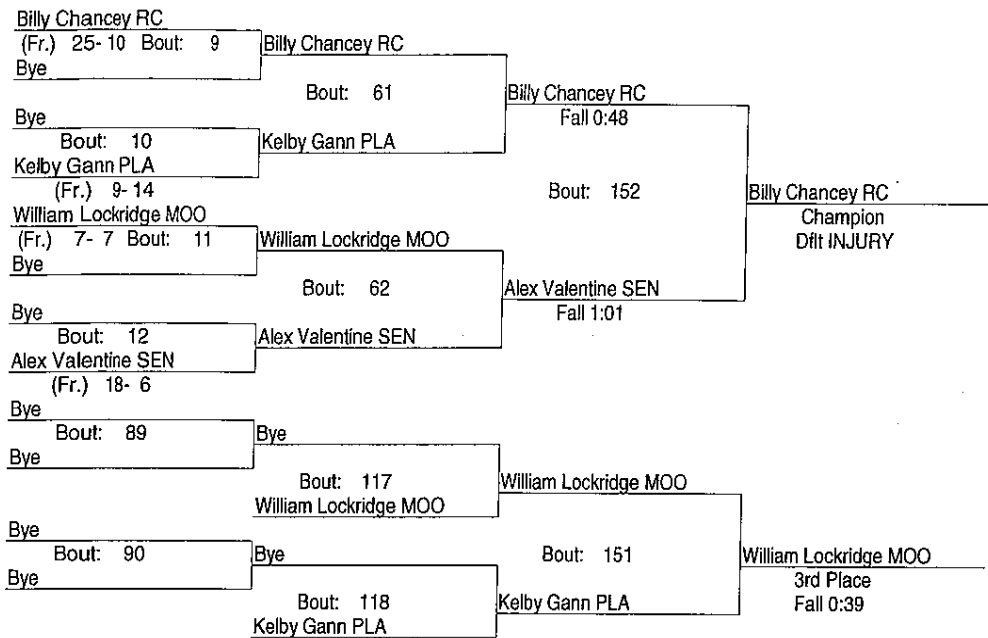 Billy Chancey RC
(Fr.) 25- 10 Bout: 9
Bye
Billy Chancey RC
Bout: 61
Bye
Bout: 10
Kelby Gann PLA
(Fr.) 9- 14
Kelby Gann PLA
Billy Chancey RC
Fall 0:48
William Lockridge MOO
(Fr.) 7- 7 Bout: 11
Bye
William Lockridge MOO
Bout: 62
Bye
Bout: 12
Alex Valentine SEN
(Fr.) 18- 6
Alex Valentine SEN
Alex Valentine SEN
Fall 1:01
Bout: 152
Billy Chancey RC
Champion
Dflt INJURY
Bye
Bout: 89
Bye
Bye
Bout: 117
William Lockridge MOO
William Lockridge MOO
Bye
Bout: 90
Bye
Bye
Bout: 118
Kelby Gann PLA
Kelby Gann PLA
Bout: 151
William Lockridge MOO
3rd Place
Fall 0:39